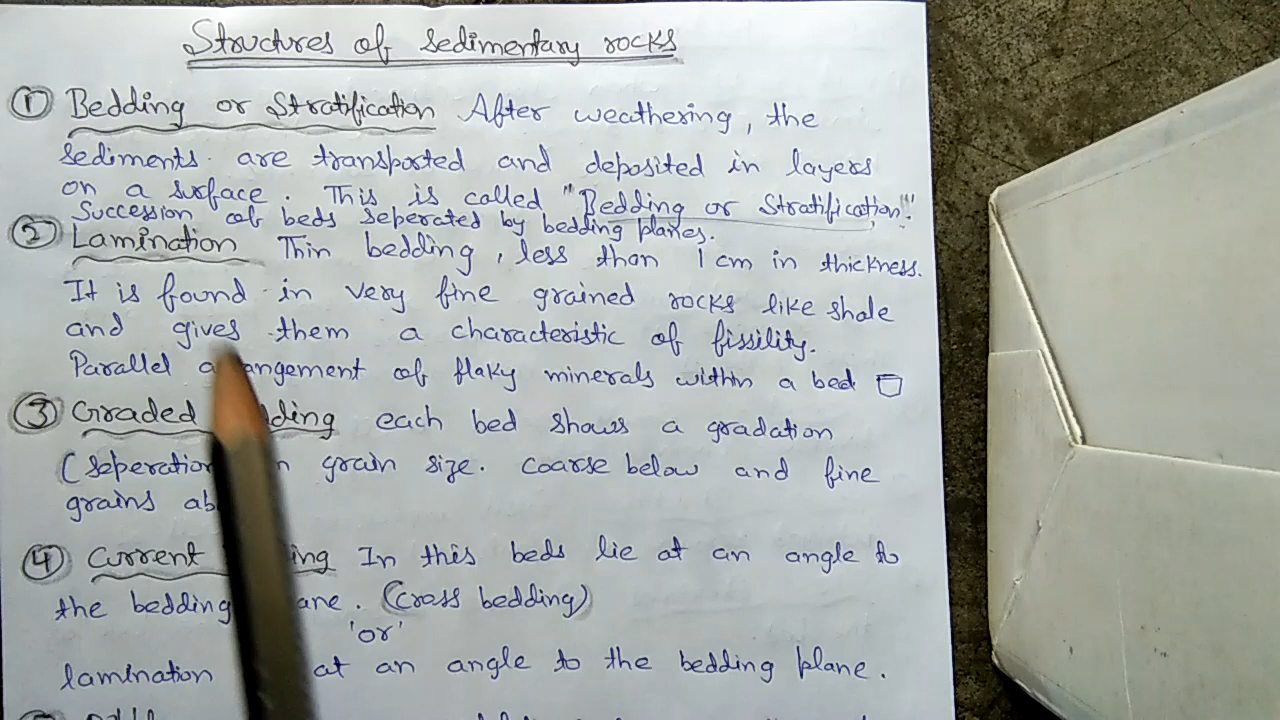 Structures of Sedimentary rocks
① Bedding or Stratification After weathering, the
sediments are transported and deposited in layers
on a surface. This is called "Bedding or Stratification".
Succession of beds seperated by bedding planes.
② Lamination Thin bedding, less than 1 cm in thickness.
It is found in very fine grained rocks like shale
and gives them a characteristic of fissility.
Parallel a angement of flaky minerals within a bed
③ Graded ding each bed shows a gradation
(seperation n grain size. coarse below and fine
grains ab
④ Current ing In this beds lie at an angle to
the bedding ane. (cross bedding)
'or'
lamination at an angle to the bedding plane.